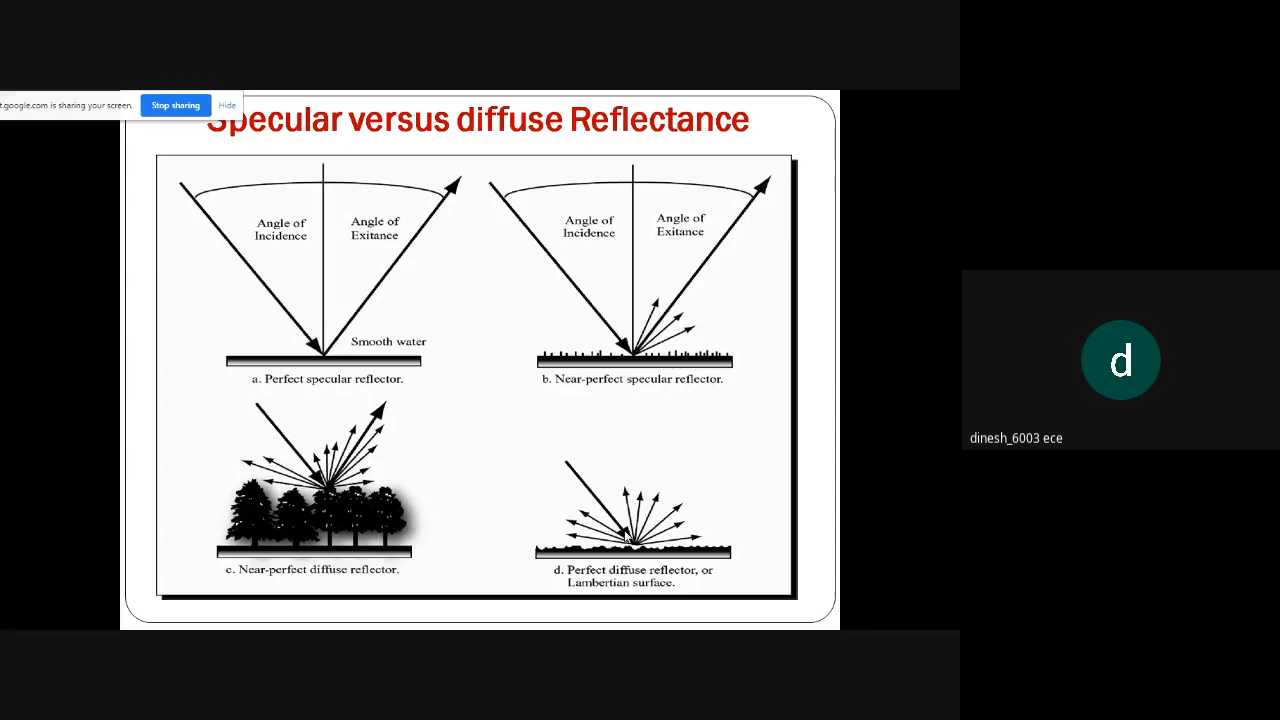 t.google.com is sharing your screen. Stop sharing Hide
Specular versus diffuse Reflectance
Angle of
Incidence
Angle of
Exitance
Smooth water
a. Perfect specular reflector.
Angle of
Incidence
Angle of
Exitance
b. Near-perfect specular reflector.
c. Near-perfect diffuse reflector.
d. Perfect diffuse reflector, or
Lambertian surface.
d
dinesh_6003 ece